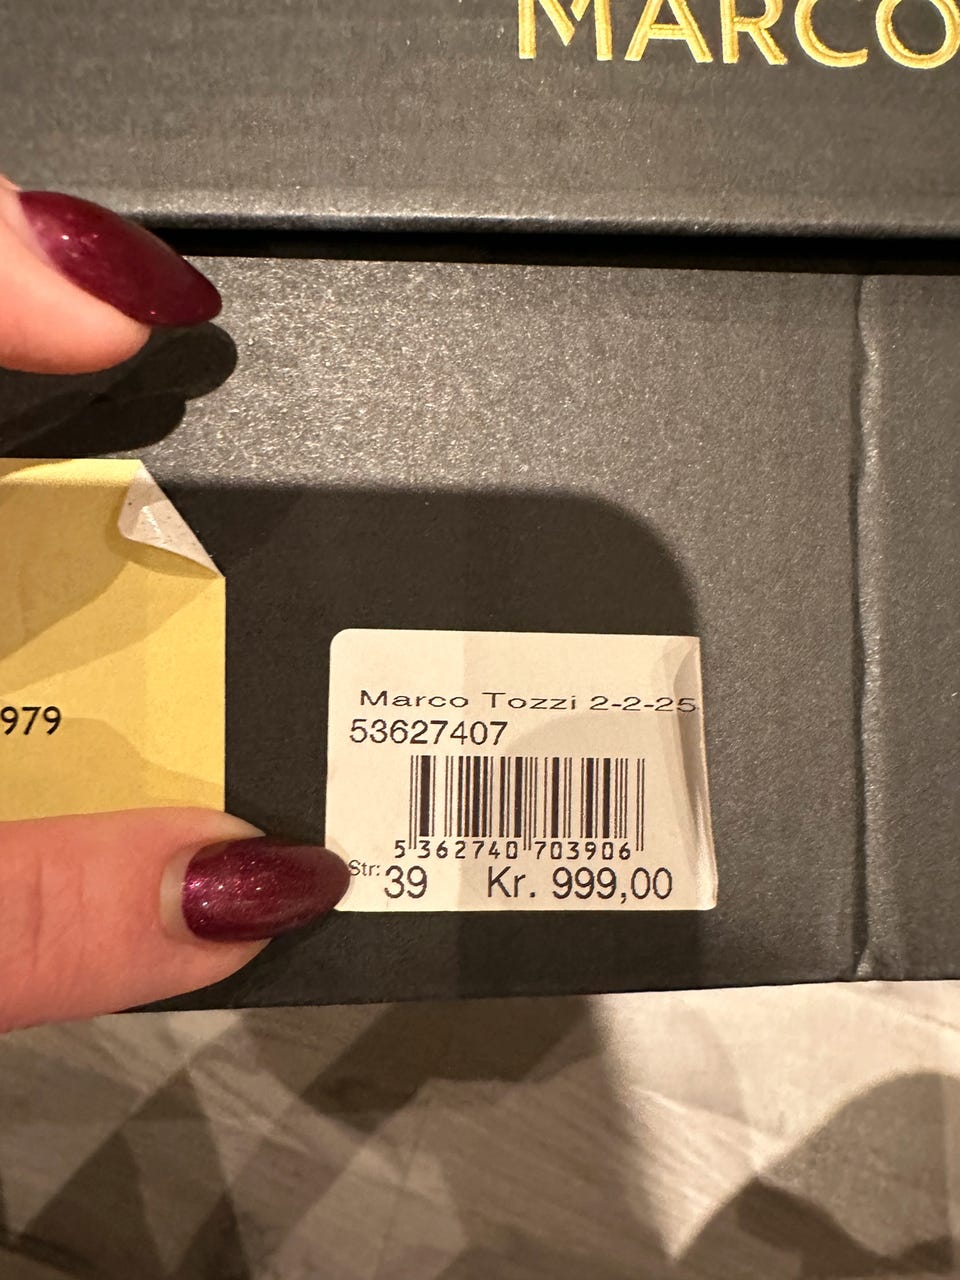 MARCO
979
Marco Tozzi 2-2-25
53627407
5 362740 703906
Str: 39 Kr. 999,00